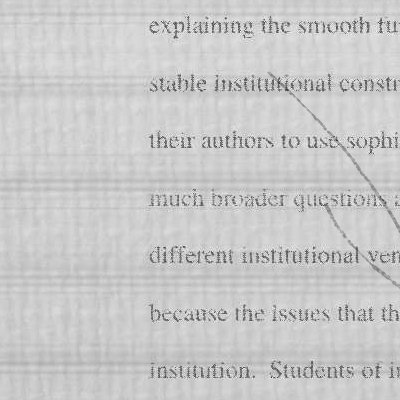 explaining the smooth fu
stable institutional constr
their authors to use sophi
much broader questions a
different institutional ven
because the issues that th
institution. Students of in